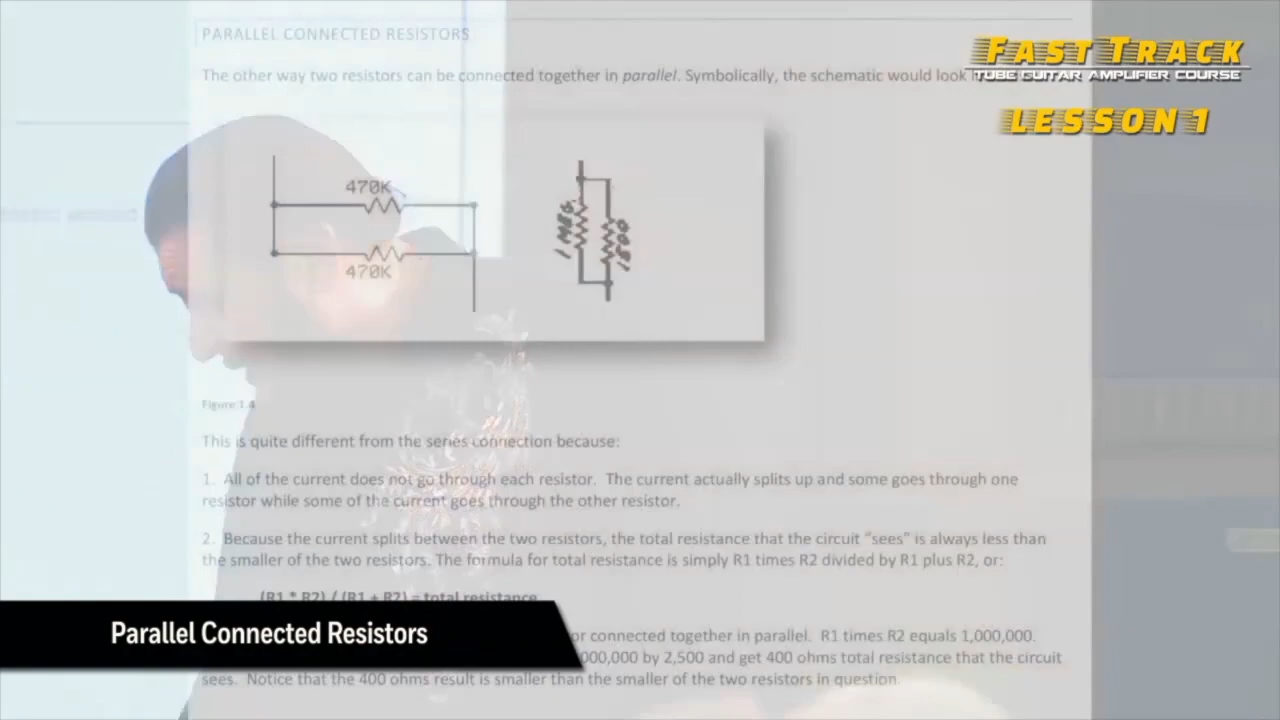 PARALLEL CONNECTED RESISTORS
The other way two resistors can be connected together in parallel. Symbolically, the schematic would look
FAST TRACK
TUBE GUITAR AMPLIFIER COURSE
LESSON 1
470K
470K
1 MEG.
1500
Figure 1.4
This is quite different from the series connection because:
1. All of the current does not go through each resistor. The current actually splits up and some goes through one
resistor while some of the current goes through the other resistor.
2. Because the current splits between the two resistors, the total resistance that the circuit "sees" is always less than
the smaller of the two resistors. The formula for total resistance is simply R1 times R2 divided by R1 plus R2, or:
(R1 * R2) / (R1 + R2) = total resistance
or connected together in parallel. R1 times R2 equals 1,000,000.
000,000 by 2,500 and get 400 ohms total resistance that the circuit
sees. Notice that the 400 ohms result is smaller than the smaller of the two resistors in question.
Parallel Connected Resistors